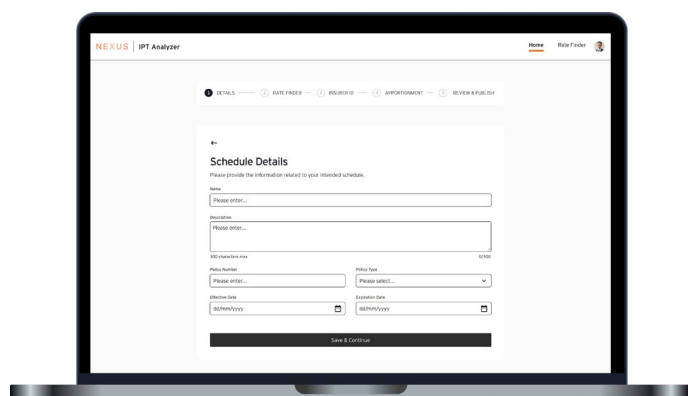 NEXUS | IPT Analyzer Home Rate Finder
1 DETAILS 2 RATE FINDER 3 INSURER ID 4 APPORTIONMENT 5 REVIEW & PUBLISH
←
Schedule Details
Please provide the information related to your intended schedule.
Name
Please enter...
Description
Please enter...
300 characters max 0/300
Policy Number Policy Type
Please enter... Please select...
Effective Date Expiration Date
dd/mm/yyyy dd/mm/yyyy
Save & Continue